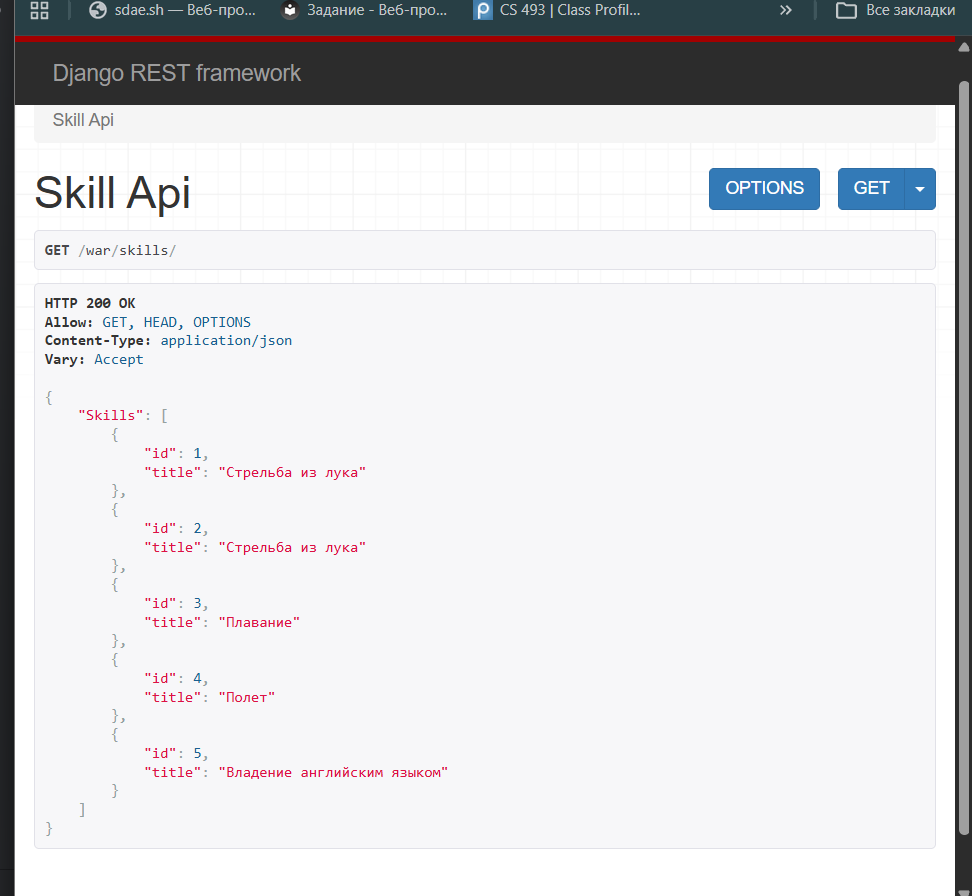 sdae.sh — Веб-про... Задание - Веб-про... CS 493 | Class Profil... » Все закладки
Django REST framework
Skill Api
Skill Api OPTIONS GET
GET /war/skills/
HTTP 200 OK
Allow: GET, HEAD, OPTIONS
Content-Type: application/json
Vary: Accept
{
"Skills": [
{
"id": 1,
"title": "Стрельба из лука"
},
{
"id": 2,
"title": "Стрельба из лука"
},
{
"id": 3,
"title": "Плавание"
},
{
"id": 4,
"title": "Полет"
},
{
"id": 5,
"title": "Владение английским языком"
}
]
}